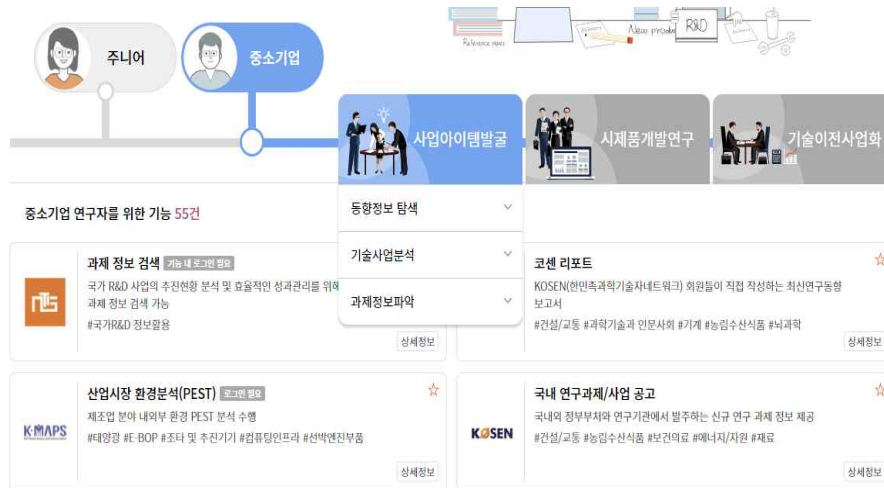 Reference paper
New produ
R&D
주니어
중소기업
사업아이템발굴
시제품개발연구
기술이전사업화
동향정보 탐색
기술사업분석
과제정보파악
중소기업 연구자를 위한 기능 55건
과제 정보 검색 기능 내 로그인 필요
국가 R&D 사업의 추진현황 분석 및 효율적인 성과관리를 위해
과제 정보 검색 가능
#국가R&D 정보활용
상세정보
코센 리포트
KOSEN(한민족과학기술자네트워크) 회원들이 직접 작성하는 최신연구동향
보고서
#건설/교통 #과학기술과 인문사회 #기계 #농림수산식품 #뇌과학
상세정보
산업시장 환경분석(PEST) 로그인 필요
제조업 분야 내외부 환경 PEST 분석 수행
#태양광 #E-BOP #조타 및 추진기기 #컴퓨팅인프라 #선박엔진부품
K-MAPS
상세정보
국내 연구과제/사업 공고
국내외 정부부처와 연구기관에서 발주하는 신규 연구 과제 정보 제공
#건설/교통 #농림수산식품 #보건의료 #에너지/자원 #재료
KOSEN
상세정보